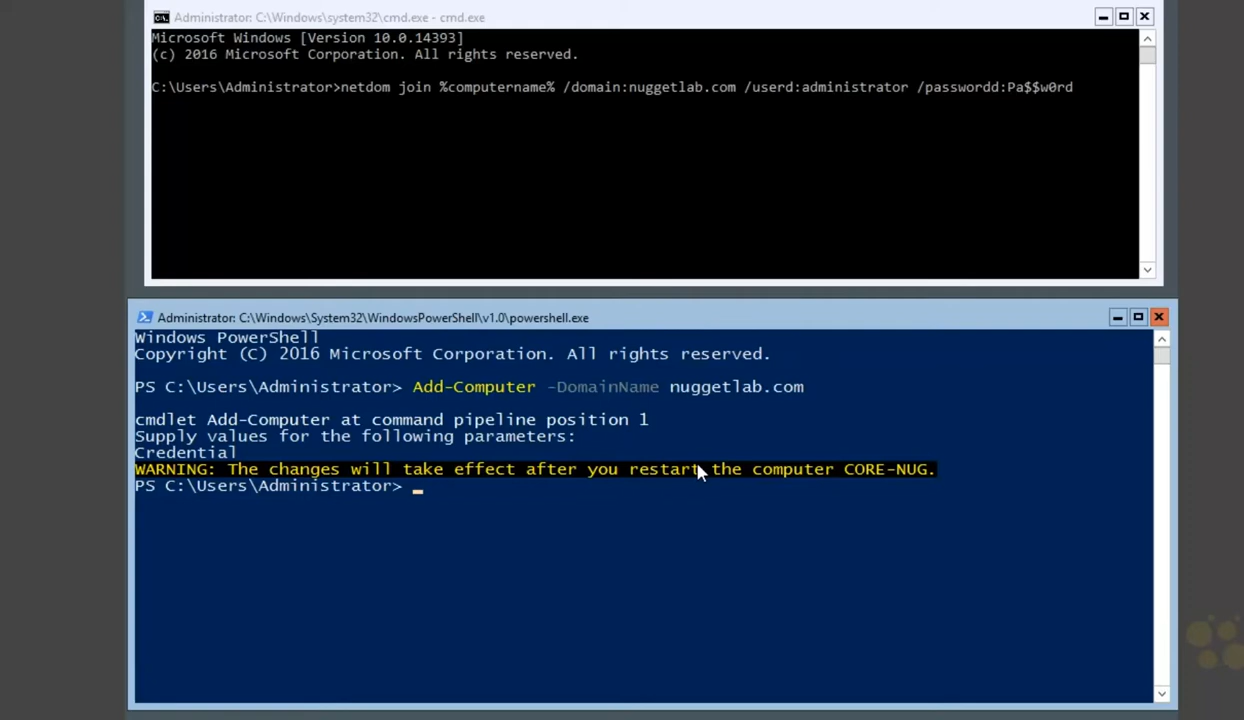 Administrator: C:\Windows\system32\cmd.exe - cmd.exe
Microsoft Windows [Version 10.0.14393]
(c) 2016 Microsoft Corporation. All rights reserved.
C:\Users\Administrator>netdom join %computername% /domain:nuggetlab.com /userd:administrator /passwordd:Pa$$w0rd
Administrator: C:\Windows\System32\WindowsPowerShell\v1.0\powershell.exe
Windows PowerShell
Copyright (C) 2016 Microsoft Corporation. All rights reserved.
PS C:\Users\Administrator> Add-Computer -DomainName nuggetlab.com
cmdlet Add-Computer at command pipeline position 1
Supply values for the following parameters:
Credential
WARNING: The changes will take effect after you restart the computer CORE-NUG.
PS C:\Users\Administrator> _